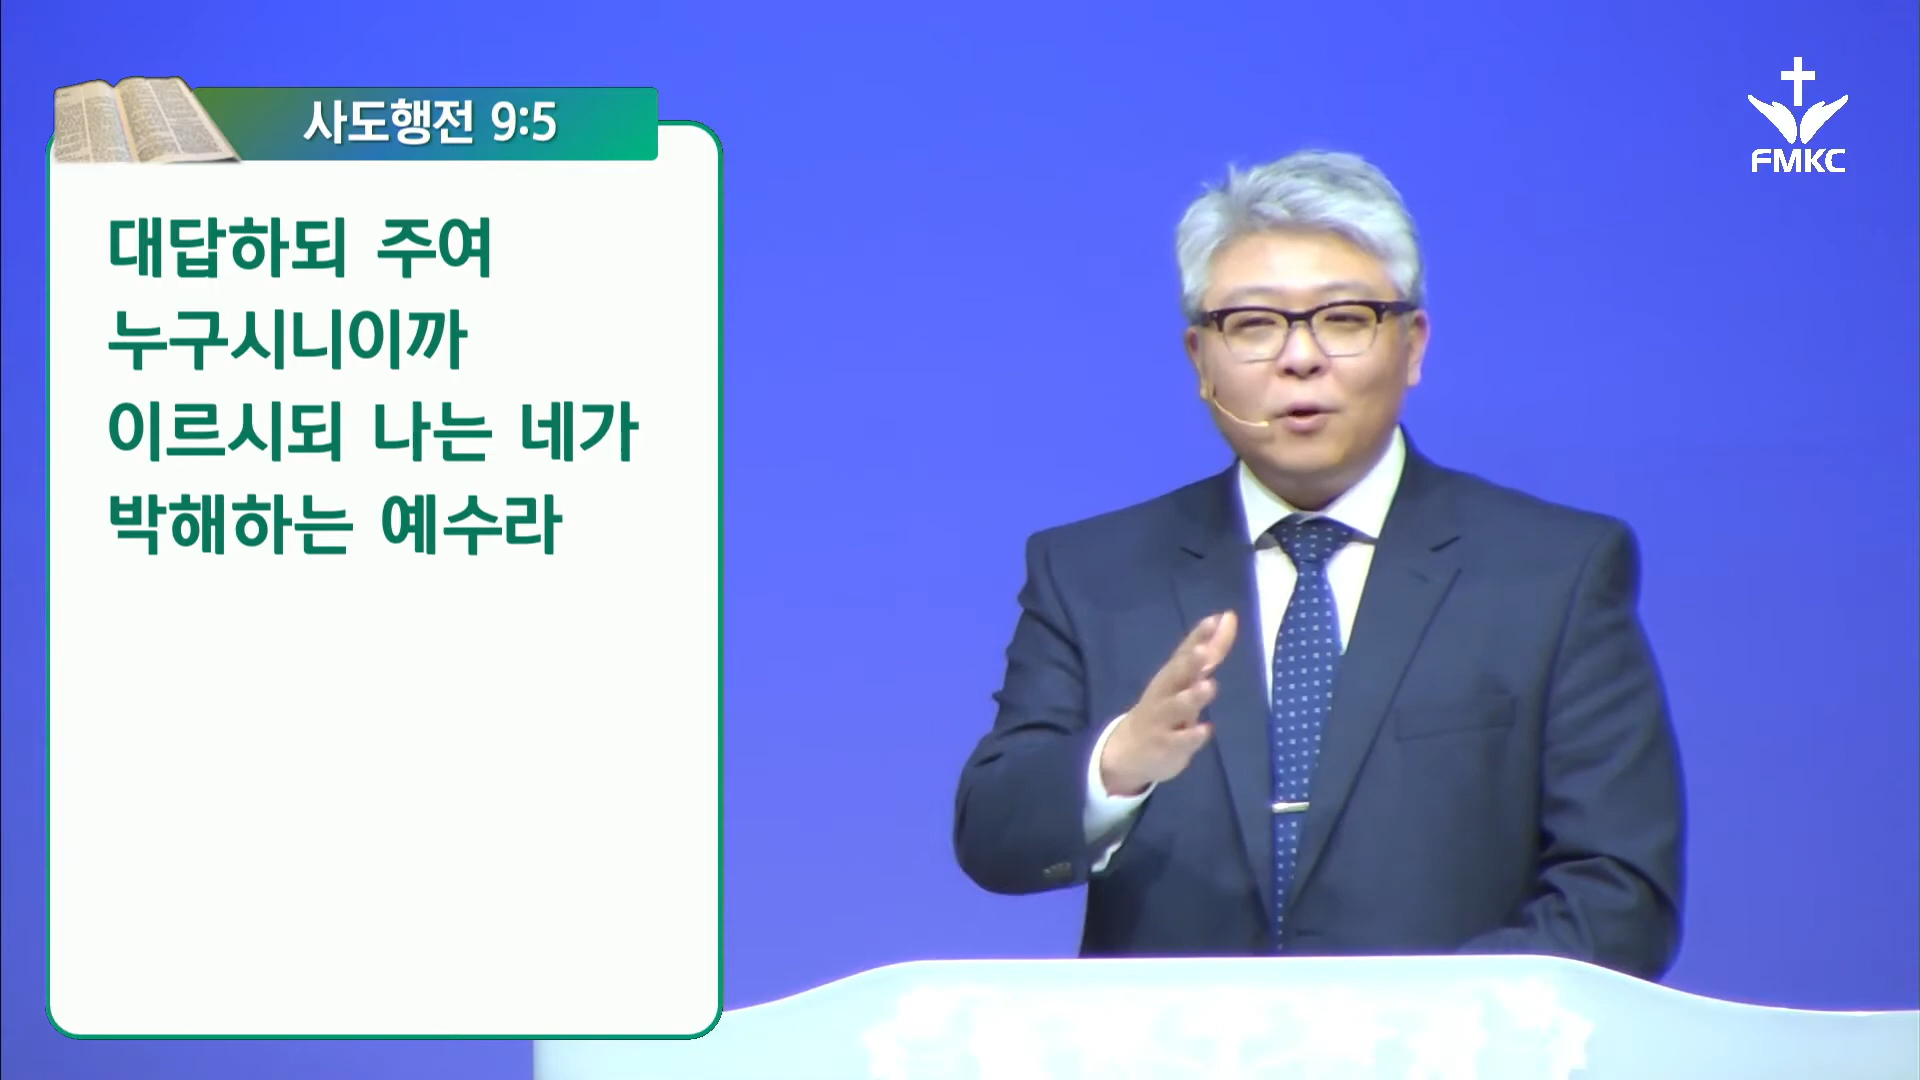 사도행전 9:5
대답하되 주여
누구시니이까
이르시되 나는 네가
박해하는 예수라
FMKC